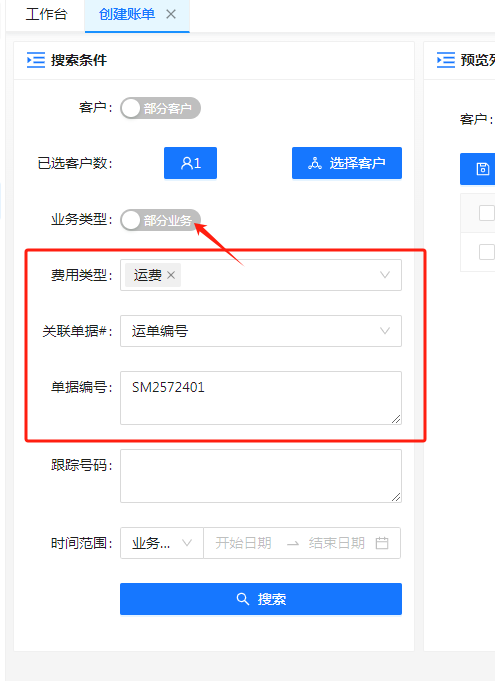 工作台
创建账单
搜索条件
客户: 部分客户
已选客户数: 1 选择客户
业务类型: 部分业务
费用类型: 运费
关联单据#: 运单编号
单据编号: SM2572401
跟踪号码:
时间范围: 业务... 开始日期 结束日期
搜索
预览列
客户: